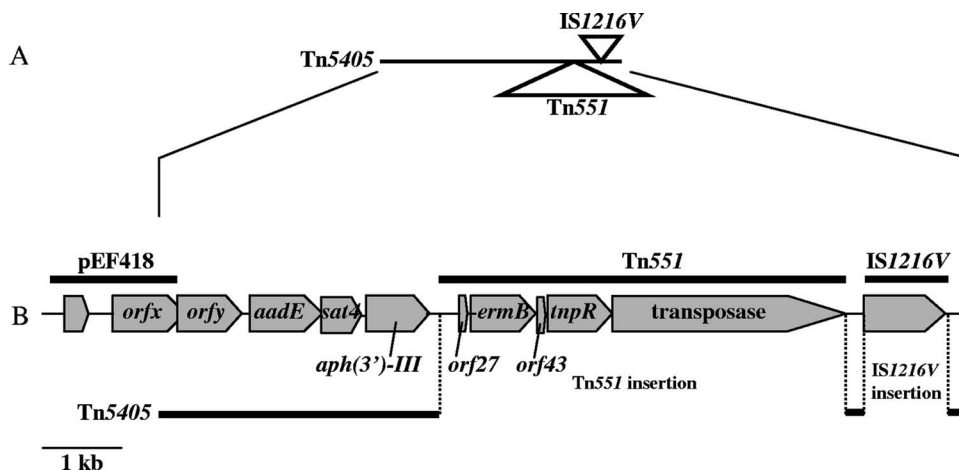 A
IS1216V
Tn5405
Tn551
pEF418
Tn551
IS1216V
B
orfx orfy aadE sat4 ermB tnpR transposase
aph(3')-III orf27 orf43
Tn551 insertion
IS1216V
insertion
Tn5405
1 kb